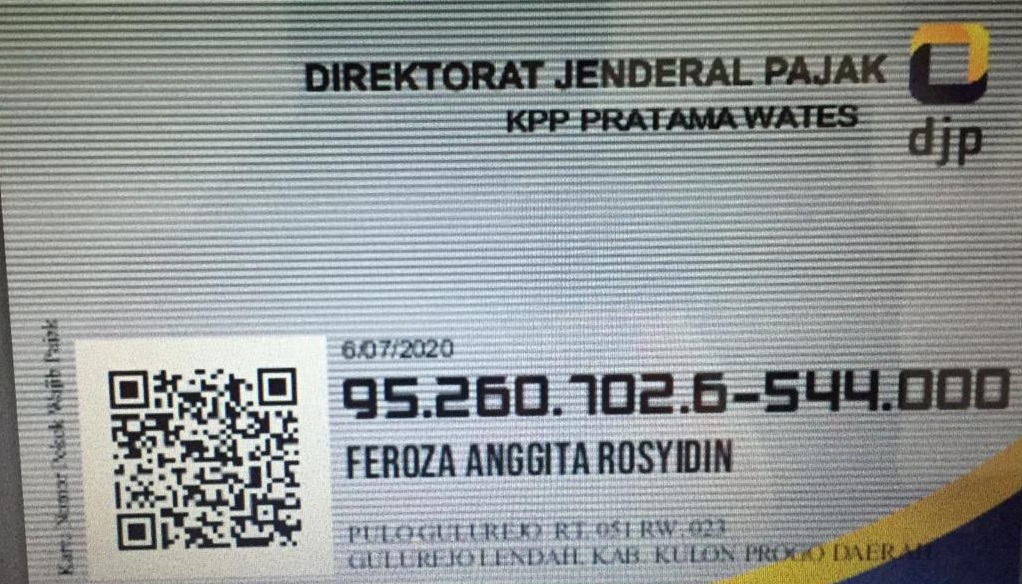 DIREKTORAT JENDERAL PAJAK
KPP PRATAMA WATES
djp
Kartu Nomor Pokok Wajib Pajak
6/07/2020
95.260.702.6-544.000
FEROZA ANGGITA ROSYIDIN
PULO GULUREJO RT. 051 RW. 023
GULUREJO LENDAH, KAB. KULON PROGO DAERAH